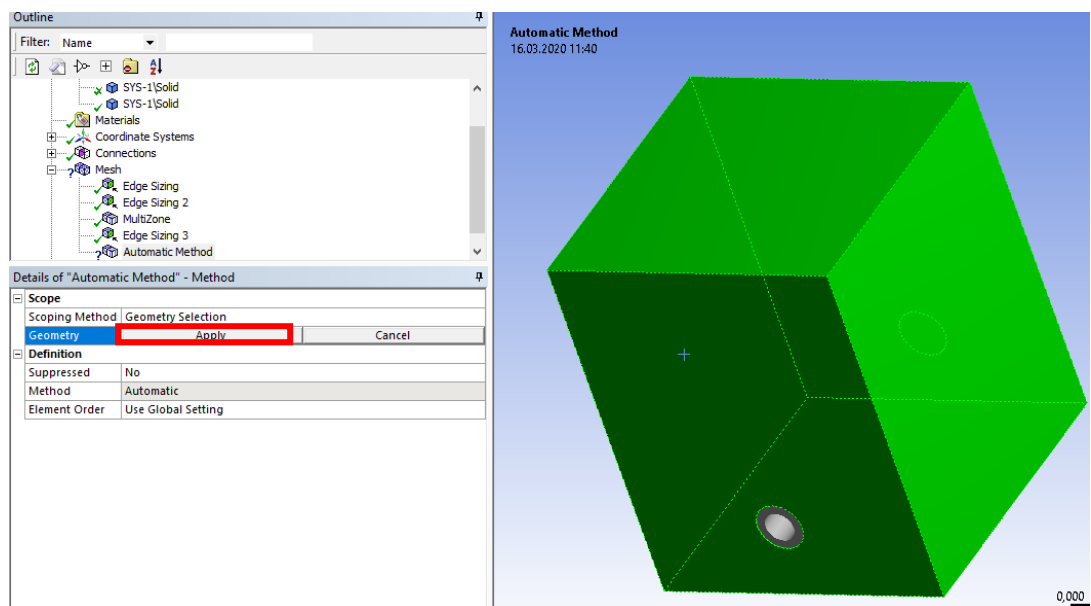 Outline
Filter: Name
SYS-1\Solid
SYS-1\Solid
Materials
Coordinate Systems
Connections
Mesh
Edge Sizing
Edge Sizing 2
MultiZone
Edge Sizing 3
Automatic Method
Details of "Automatic Method" - Method
Scope
Scoping Method Geometry Selection
Geometry Apply Cancel
Definition
Suppressed No
Method Automatic
Element Order Use Global Setting
Automatic Method
16.03.2020 11:40
0,000